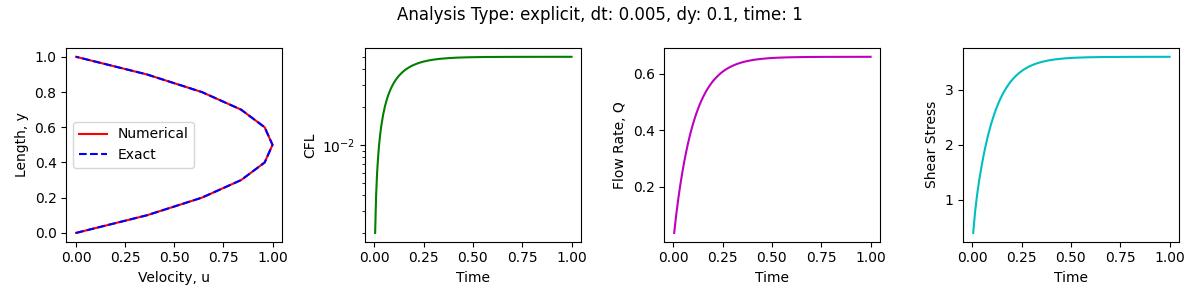 Analysis Type: explicit, dt: 0.005, dy: 0.1, time: 1
Length, y
1.0
0.8
0.6
0.4
0.2
0.0
Numerical
Exact
0.00 0.25 0.50 0.75 1.00
Velocity, u
CFL
10⁻²
0.00 0.25 0.50 0.75 1.00
Time
Flow Rate, Q
0.6
0.4
0.2
0.00 0.25 0.50 0.75 1.00
Time
Shear Stress
3
2
1
0.00 0.25 0.50 0.75 1.00
Time